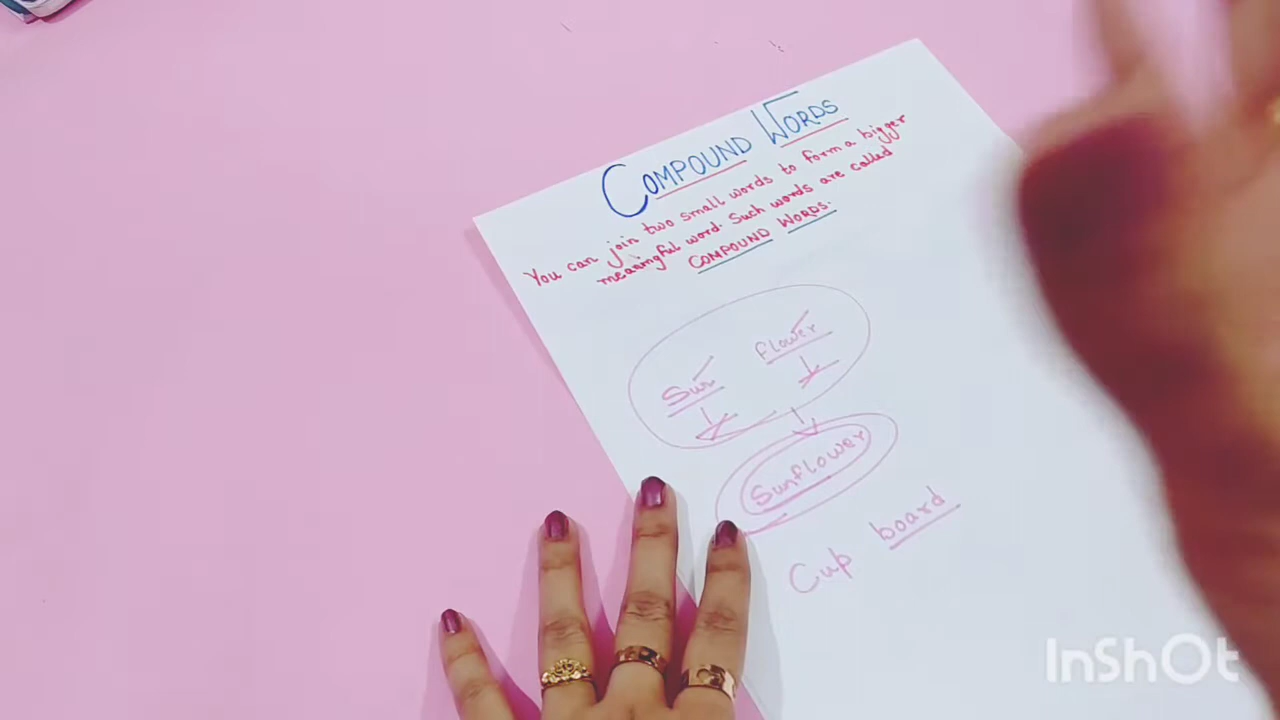 COMPOUND WORDS
You can join two small words to form a bigger
meaningful word. Such words are called
COMPOUND WORDS.
Sun flower
Sunflower
Cup board
InShOt